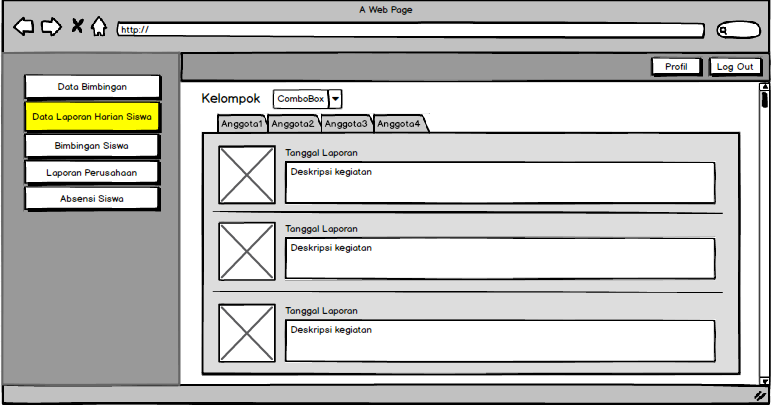 A Web Page
http://
Profil
Log Out
Data Bimbingan
Data Laporan Harian Siswa
Bimbingan Siswa
Laporan Perusahaan
Absensi Siswa
Kelompok
ComboBox
Anggota1 Anggota2 Anggota3 Anggota4
Tanggal Laporan
Deskripsi kegiatan
Tanggal Laporan
Deskripsi kegiatan
Tanggal Laporan
Deskripsi kegiatan